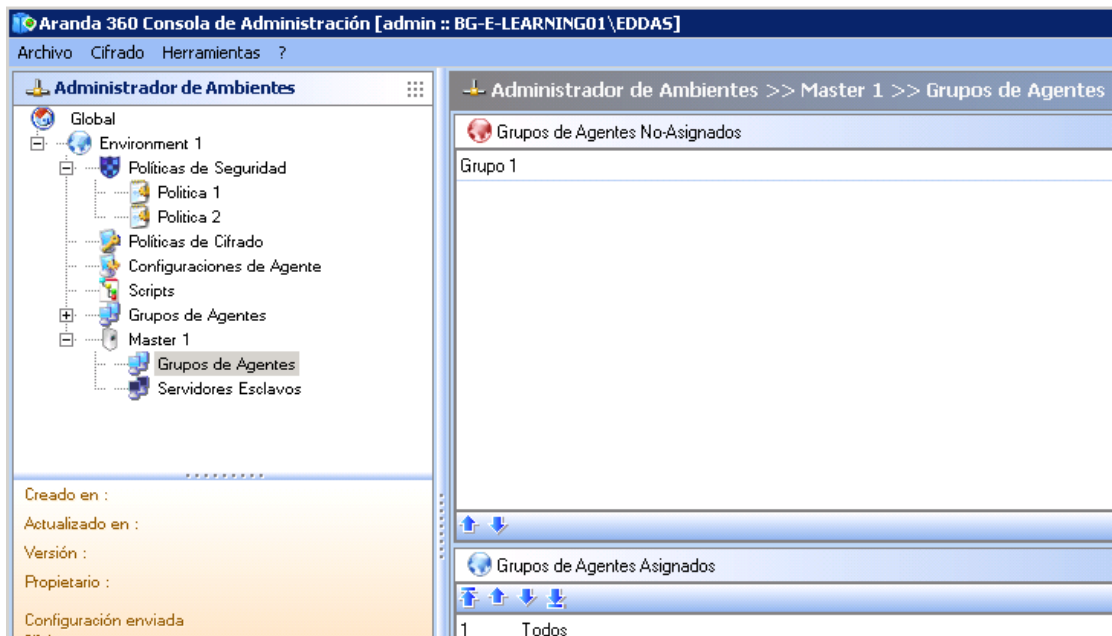 Aranda 360 Consola de Administración [admin :: BG-E-LEARNING01\EDDAS]
Archivo Cifrado Herramientas ?
Administrador de Ambientes
Global
Environment 1
Políticas de Seguridad
Politica 1
Politica 2
Políticas de Cifrado
Configuraciones de Agente
Scripts
Grupos de Agentes
Master 1
Grupos de Agentes
Servidores Esclavos
Creado en :
Actualizado en :
Versión :
Propietario :
Configuración enviada
Administrador de Ambientes >> Master 1 >> Grupos de Agentes
Grupos de Agentes No-Asignados
Grupo 1
Grupos de Agentes Asignados
1 Todos